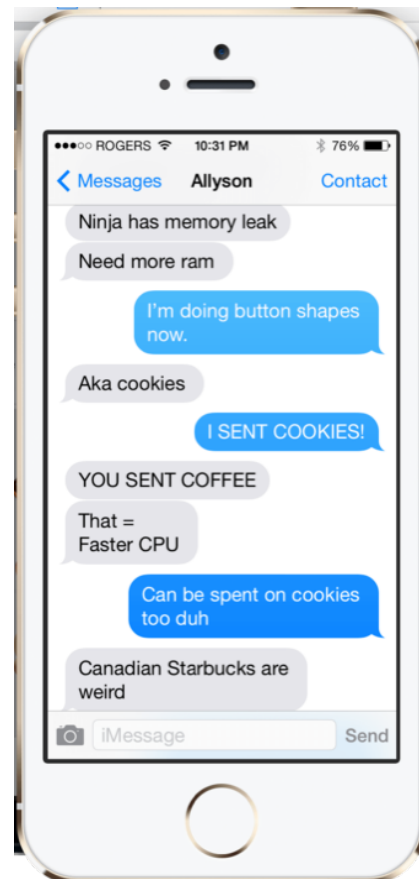 ROGERS 10:31 PM 76%
Messages Allyson Contact
Ninja has memory leak
Need more ram
I'm doing button shapes
now.
Aka cookies
I SENT COOKIES!
YOU SENT COFFEE
That =
Faster CPU
Can be spent on cookies
too duh
Canadian Starbucks are
weird
iMessage Send